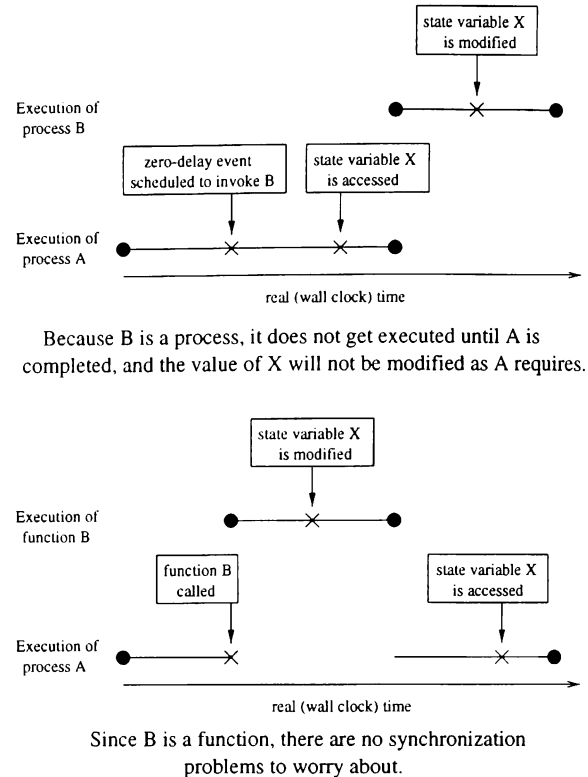 state variable X
is modified
Execution of
process B
zero-delay event
scheduled to invoke B
state variable X
is accessed
Execution of
process A
real (wall clock) time
Because B is a process, it does not get executed until A is
completed, and the value of X will not be modified as A requires.
state variable X
is modified
Execution of
function B
function B
called
state variable X
is accessed
Execution of
process A
real (wall clock) time
Since B is a function, there are no synchronization
problems to worry about.